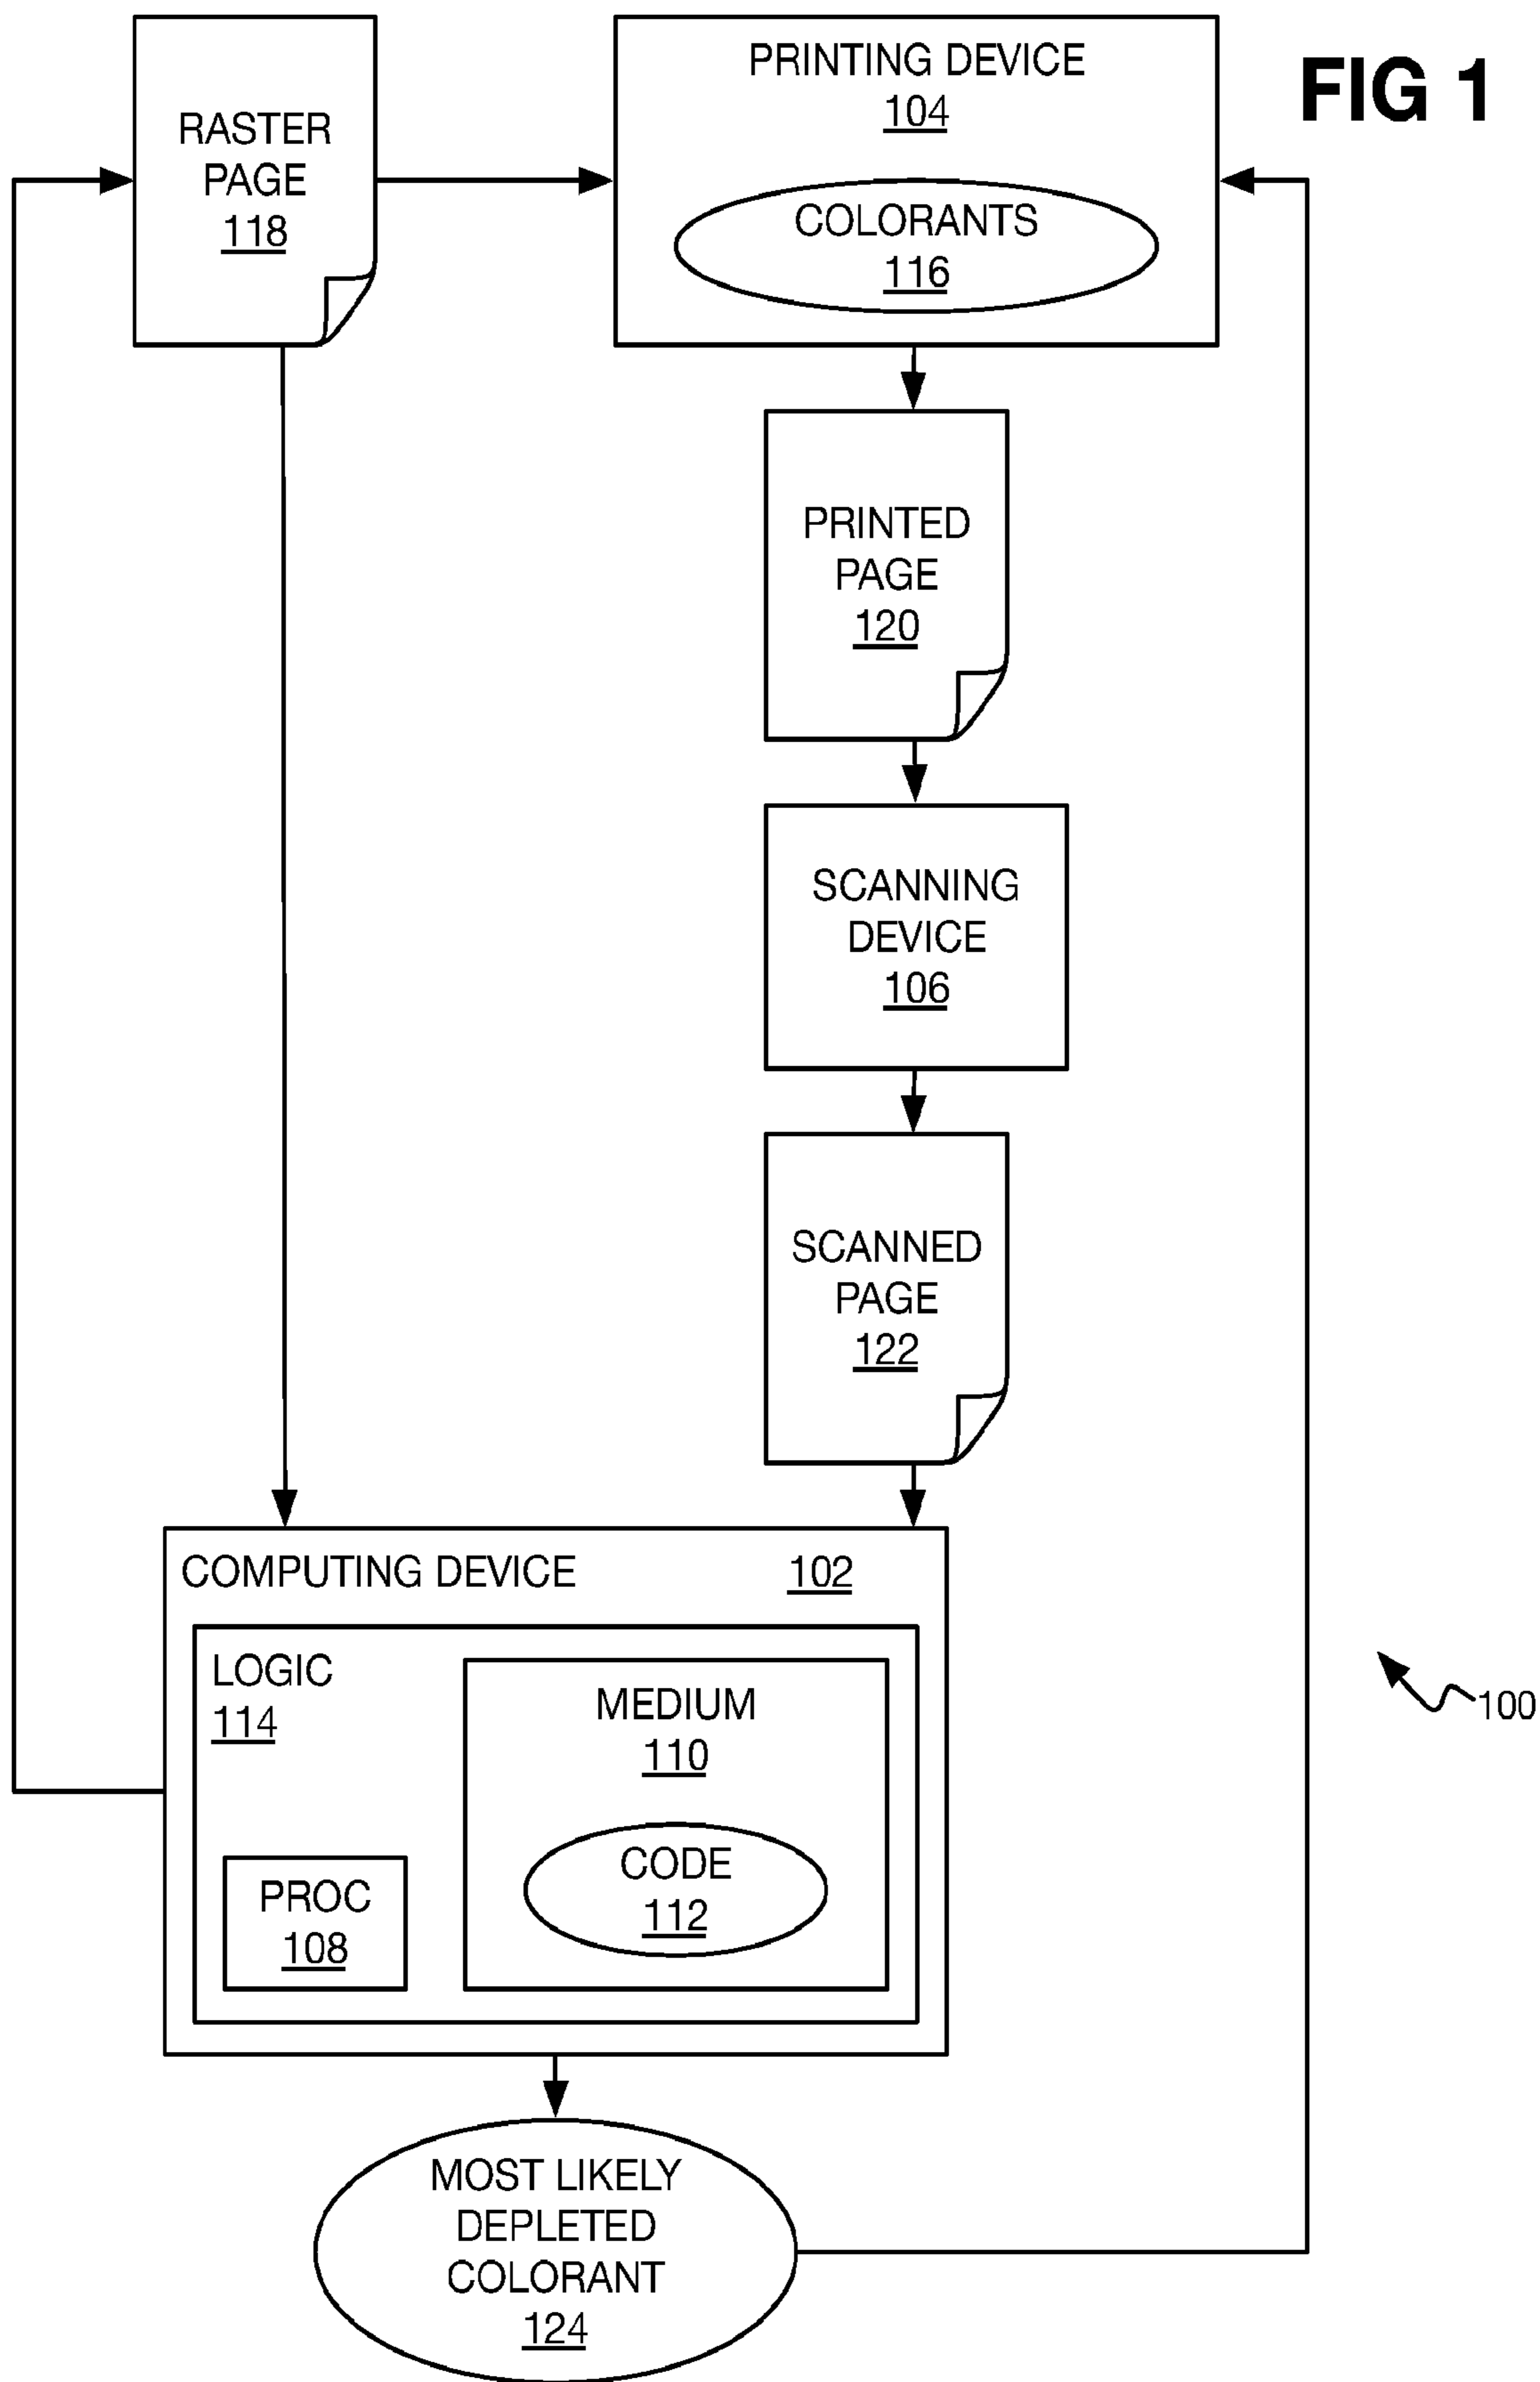 FIG 1
RASTER
PAGE
118
PRINTING DEVICE
104
COLORANTS
116
PRINTED
PAGE
120
SCANNING
DEVICE
106
SCANNED
PAGE
122
COMPUTING DEVICE 102
LOGIC
114
MEDIUM
110
CODE
112
PROC
108
100
MOST LIKELY
DEPLETED
COLORANT
124